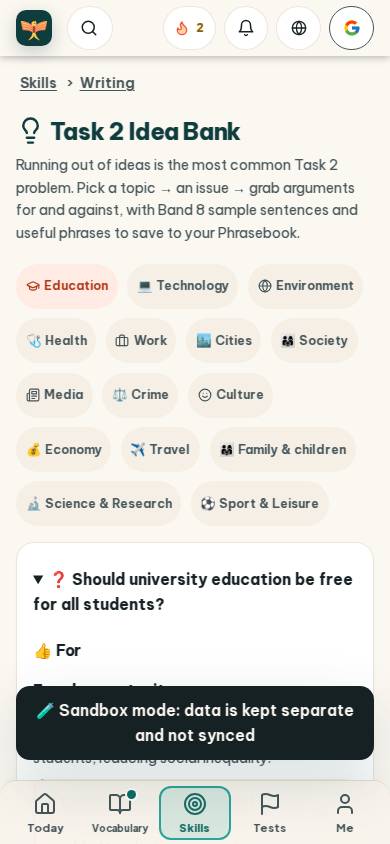 2
Skills > Writing
Task 2 Idea Bank
Running out of ideas is the most common Task 2
problem. Pick a topic → an issue → grab arguments
for and against, with Band 8 sample sentences and
useful phrases to save to your Phrasebook.
Education Technology Environment
Health Work Cities Society
Media Crime Culture
Economy Travel Family & children
Science & Research Sport & Leisure
▼ ❓ Should university education be free
for all students?
👍 For
🧪 Sandbox mode: data is kept separate
and not synced
students, reducing social inequality.
Today Vocabulary Skills Tests Me